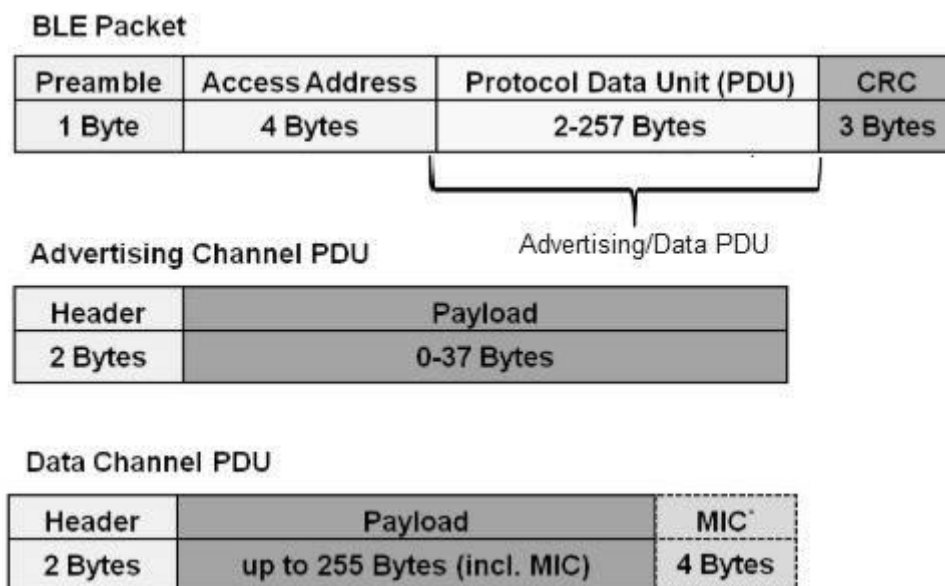 BLE Packet
Preamble Access Address Protocol Data Unit (PDU) CRC
1 Byte 4 Bytes 2-257 Bytes 3 Bytes
Advertising/Data PDU
Advertising Channel PDU
Header Payload
2 Bytes 0-37 Bytes
Data Channel PDU
Header Payload MIC*
2 Bytes up to 255 Bytes (incl. MIC) 4 Bytes